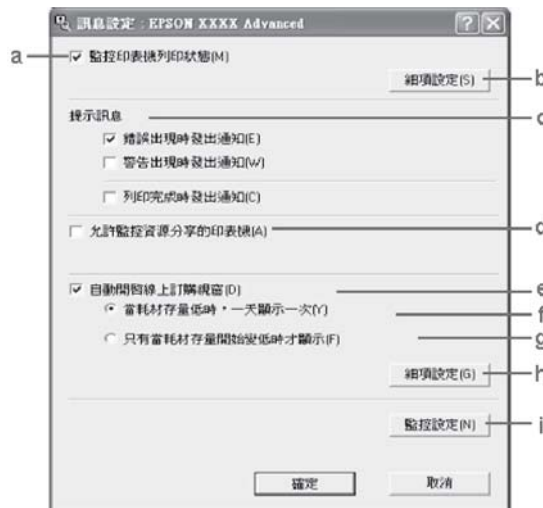 訊息設定：EPSON XXXX Advanced
a
監控印表機列印狀態(M)
細項設定(S)
b
提示訊息
c
錯誤出現時發出通知(E)
警告出現時發出通知(W)
列印完成時發出通知(C)
允許監控資源分享的印表機(A)
d
自動開啟線上訂購視窗(D)
e
當耗材存量低時，一天顯示一次(Y)
f
只有當耗材存量開始變低時才顯示(F)
g
細項設定(G)
h
監控設定(N)
i
確定
取消